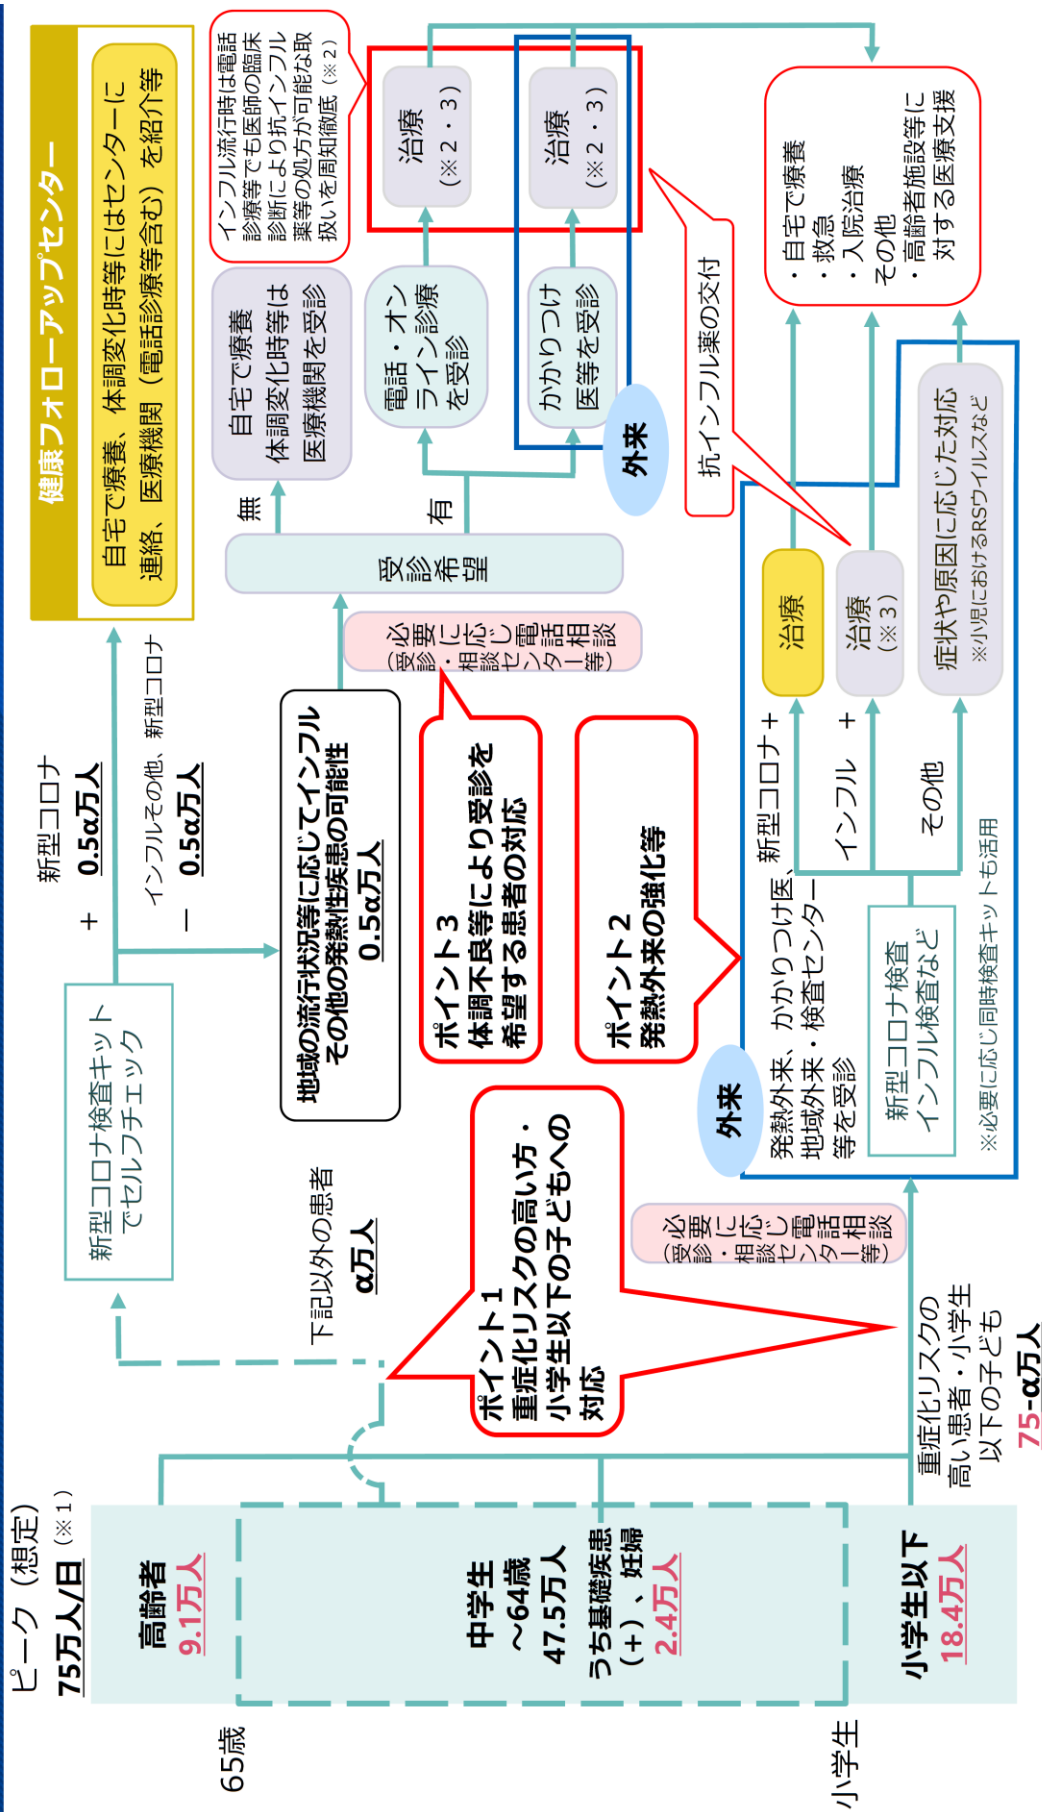 ピーク（想定）
75万人/日（※１）
65歳
高齢者
9.1万人
中学生
～64歳
47.5万人
うち基礎疾患
（＋）、妊婦
2.4万人
小学生
小学生以下
18.4万人
下記以外の患者
α万人
重症化リスクの
高い患者・小学生
以下の子ども
75-α万人
ポイント１
重症化リスクの高い方・
小学生以下の子どもへの
対応
新型コロナ検査キット
でセルフチェック
新型コロナ
＋
0.5α万人
インフルその他、新型コロナ
－
0.5α万人
健康フォローアップセンター
自宅で療養、体調変化時等にはセンターに
連絡、医療機関（電話診療等含む）を紹介等
地域の流行状況等に応じてインフル
その他の発熱性疾患の可能性
0.5α万人
必要に応じ電話相談
（受診・相談センター等）
ポイント３
体調不良等により受診を
希望する患者の対応
受診
希望
無
有
自宅で療養
体調変化時等は
医療機関を受診
電話・オン
ライン診療
を受診
かかりつけ
医等を受診
外来
治療
（※２・３）
治療
（※２・３）
インフル流行時は電話
診療等でも医師の臨床
診断により抗インフル
薬等の処方が可能な取
扱いを周知徹底（※２）
ポイント２
発熱外来の強化等
必要に応じ電話相談
（受診・相談センター等）
外来
発熱外来、かかりつけ医、
地域外来・検査センター
等を受診
新型コロナ検査
インフル検査など
※必要に応じ同時検査キットも活用
新型コロナ＋
インフル　＋
その他
治療
治療
（※３）
症状や原因に応じた対応
※小児におけるRSウイルスなど
抗インフル薬の交付
・自宅で療養
・救急
・入院治療
その他
・高齢者施設等に
対する医療支援